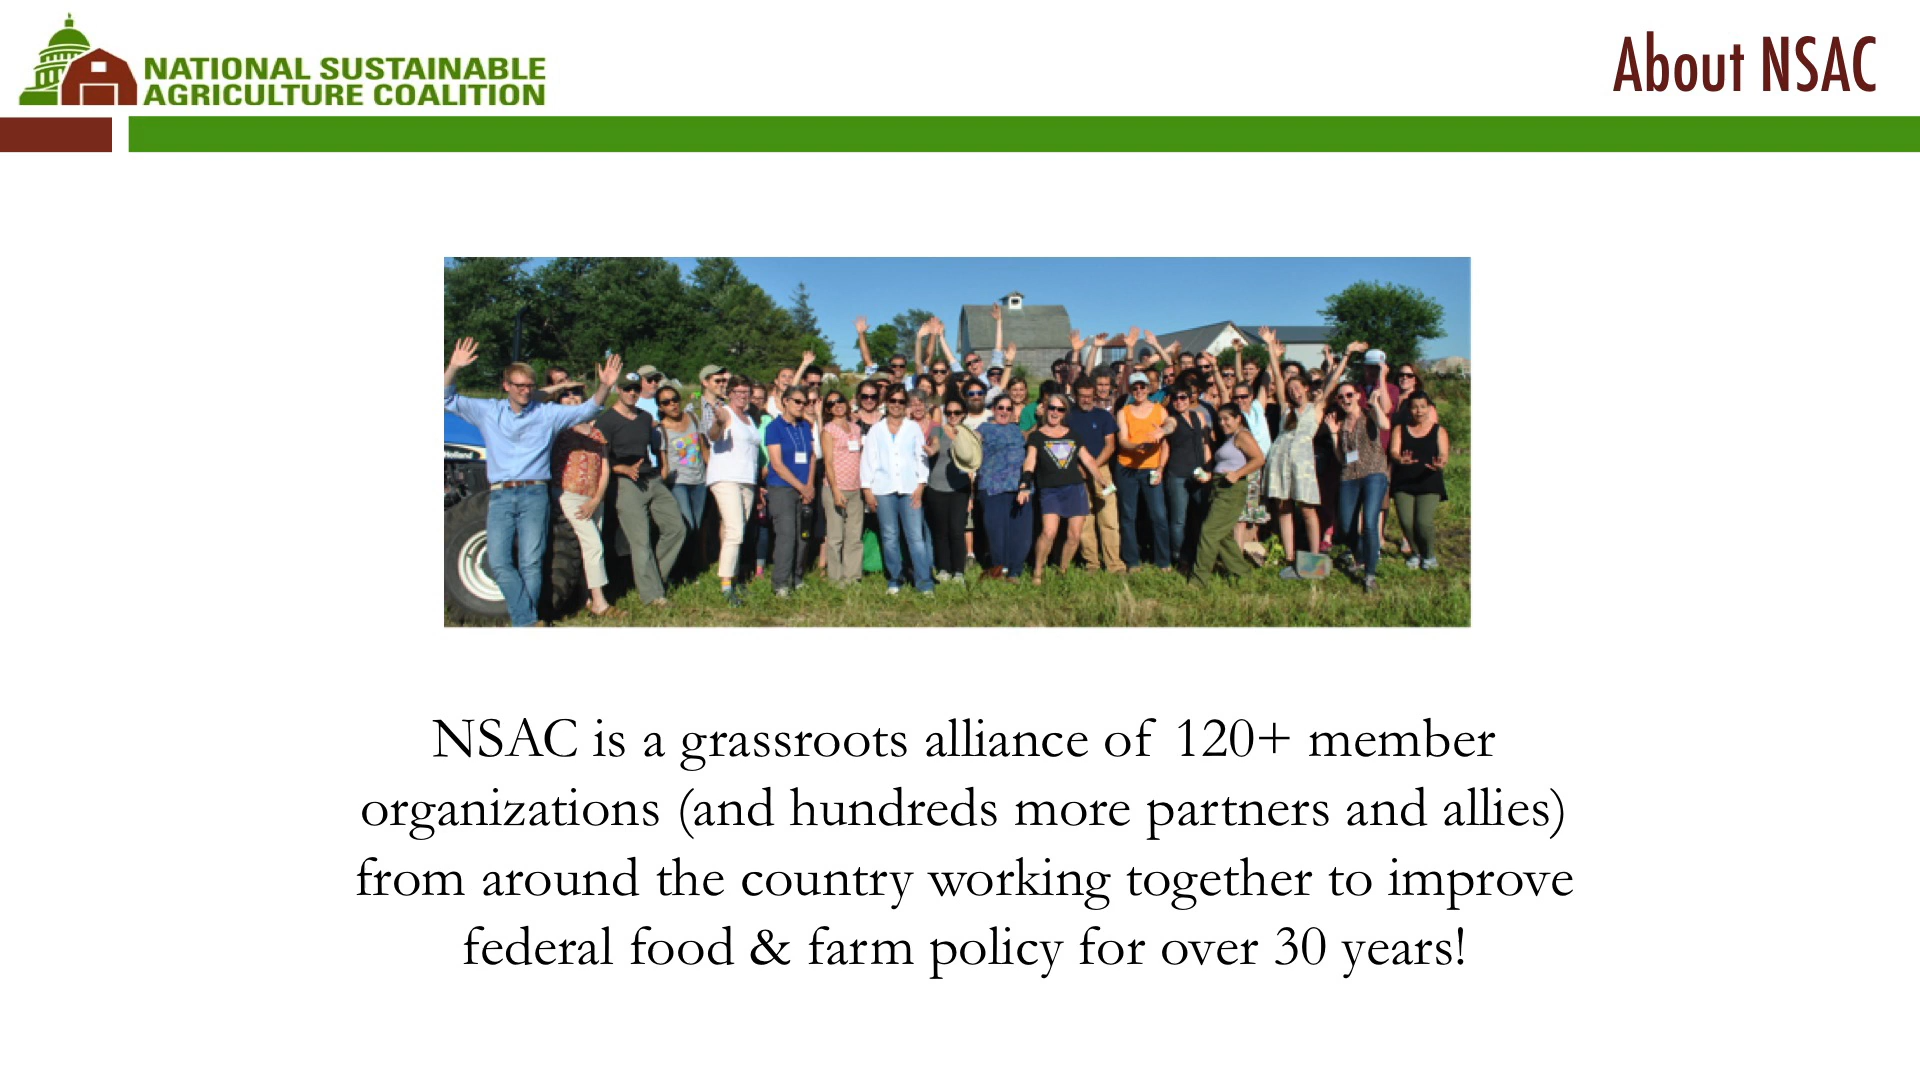 NATIONAL SUSTAINABLE
AGRICULTURE COALITION
About NSAC
NSAC is a grassroots alliance of 120+ member
organizations (and hundreds more partners and allies)
from around the country working together to improve
federal food & farm policy for over 30 years!